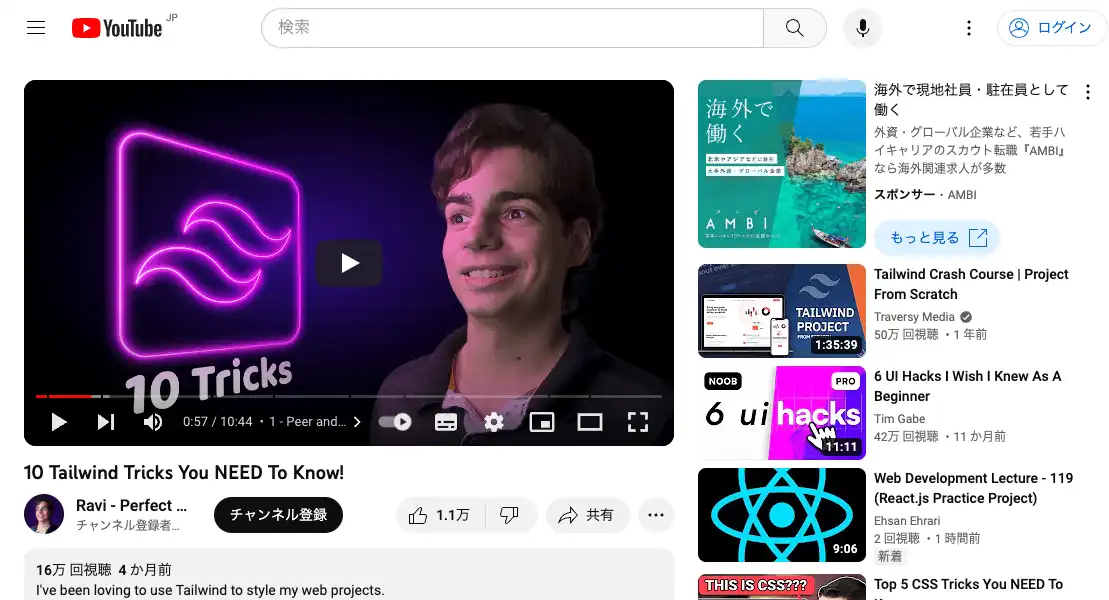 YouTube JP
検索
ログイン
10 Tricks
0:57 / 10:44 ・ 1 - Peer and...
10 Tailwind Tricks You NEED To Know!
Ravi - Perfect ...
チャンネル登録者...
チャンネル登録
1.1万
共有
16万 回視聴 4 か月前
I've been loving to use Tailwind to style my web projects.
海外で
働く
AMBI
海外で現地社員・駐在員として
働く
外資・グローバル企業など、若手ハ
イキャリアのスカウト転職『AMBI』
なら海外関連求人が多数
スポンサー・AMBI
もっと見る
TAILWIND
PROJECT
1:35:39
Tailwind Crash Course | Project
From Scratch
Traversy Media
50万 回視聴 ・1 年前
NOOB
PRO
6 ui hacks
11:11
6 UI Hacks I Wish I Knew As A
Beginner
Tim Gabe
42万 回視聴 ・11 か月前
9:06
Web Development Lecture - 119
(React.js Practice Project)
Ehsan Ehrari
2 回視聴 ・1 時間前
新着
THIS IS CSS???
Top 5 CSS Tricks You NEED To